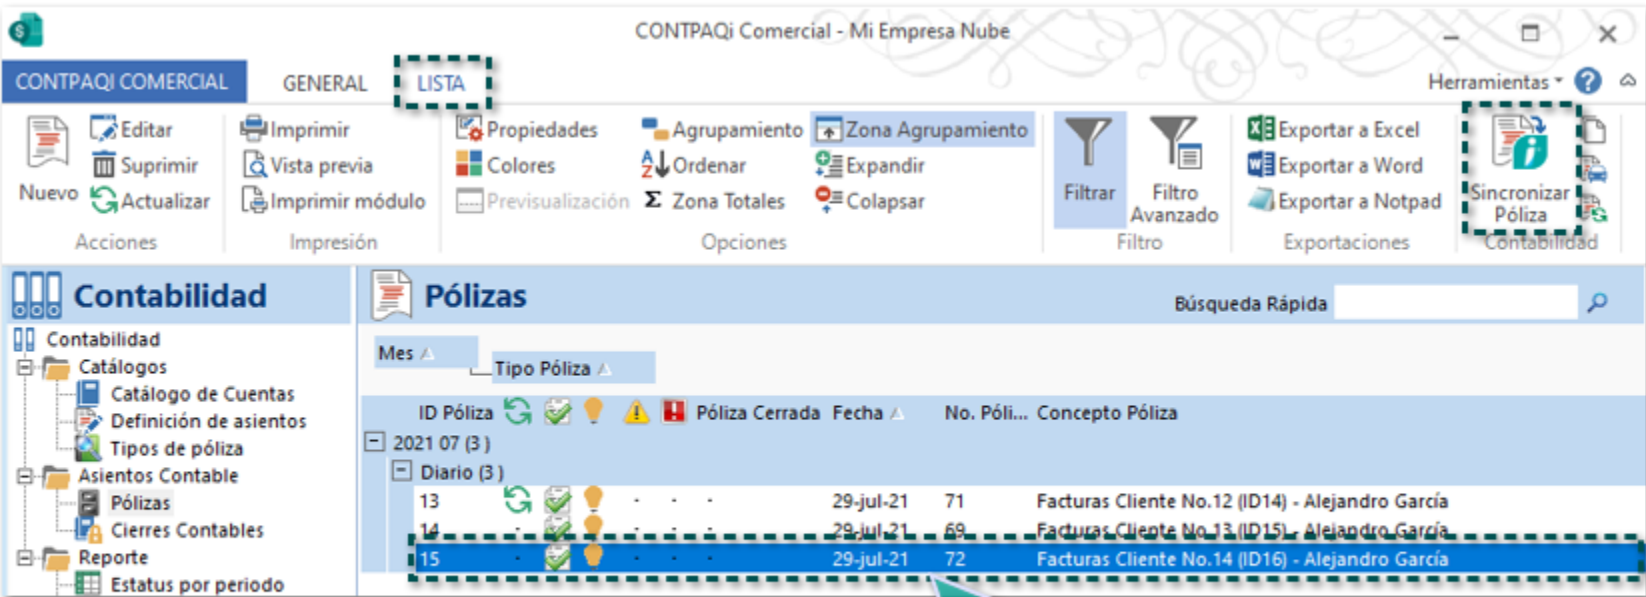 CONTPAQi Comercial - Mi Empresa Nube
CONTPAQI COMERCIAL GENERAL LISTA Herramientas
Nuevo
Editar
Suprimir
Actualizar
Acciones
Imprimir
Vista previa
Imprimir módulo
Impresión
Propiedades
Colores
Previsualización
Agrupamiento
Ordenar
Zona Totales
Zona Agrupamiento
Expandir
Colapsar
Opciones
Filtrar
Filtro
Avanzado
Filtro
Exportar a Excel
Exportar a Word
Exportar a Notpad
Exportaciones
Sincronizar
Póliza
Contabilidad
Contabilidad
Contabilidad
Catálogos
Catálogo de Cuentas
Definición de asientos
Tipos de póliza
Asientos Contable
Pólizas
Cierres Contables
Reporte
Estatus por periodo
Pólizas
Búsqueda Rápida
Mes
Tipo Póliza
ID Póliza Póliza Cerrada Fecha No. Póli... Concepto Póliza
2021 07 (3)
Diario (3)
13 29-jul-21 71 Facturas Cliente No.12 (ID14) - Alejandro García
14 29-jul-21 69 Facturas Cliente No.13 (ID15) - Alejandro García
15 29-jul-21 72 Facturas Cliente No.14 (ID16) - Alejandro García